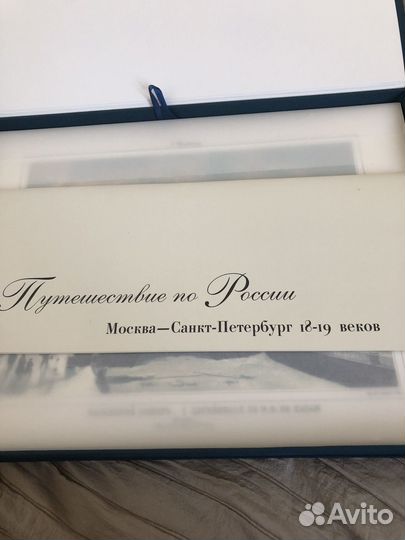 Путешествие по России
Москва—Санкт-Петербург 18-19 веков
Avito